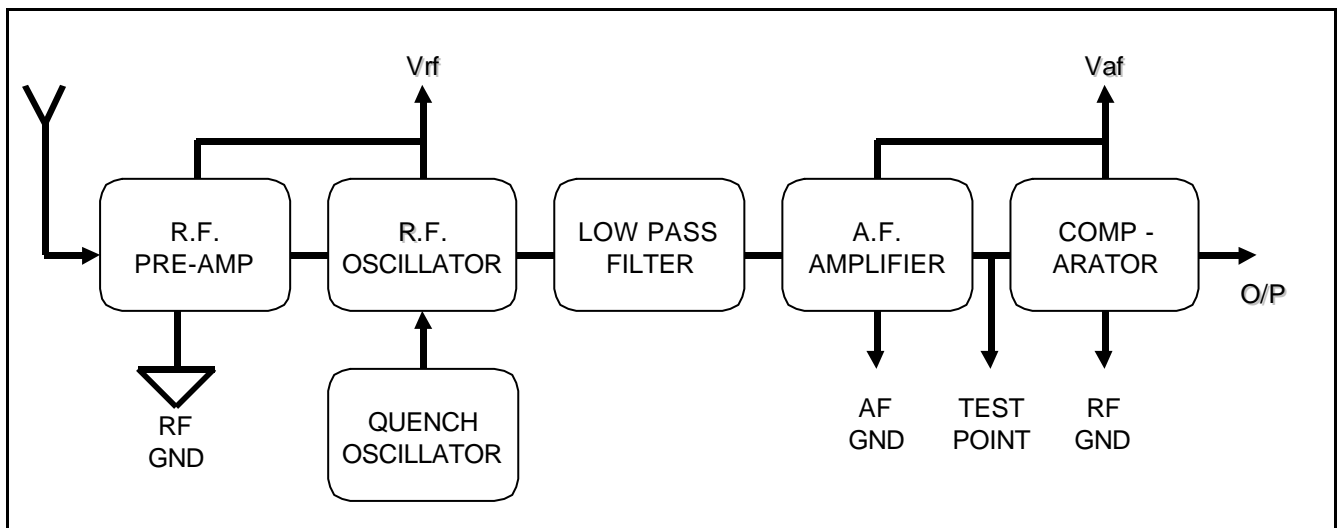 Vrf
Vaf
R.F.
PRE-AMP
R.F.
OSCILLATOR
LOW PASS
FILTER
A.F.
AMPLIFIER
COMP -
ARATOR
O/P
RF
GND
QUENCH
OSCILLATOR
AF
GND
TEST
POINT
RF
GND